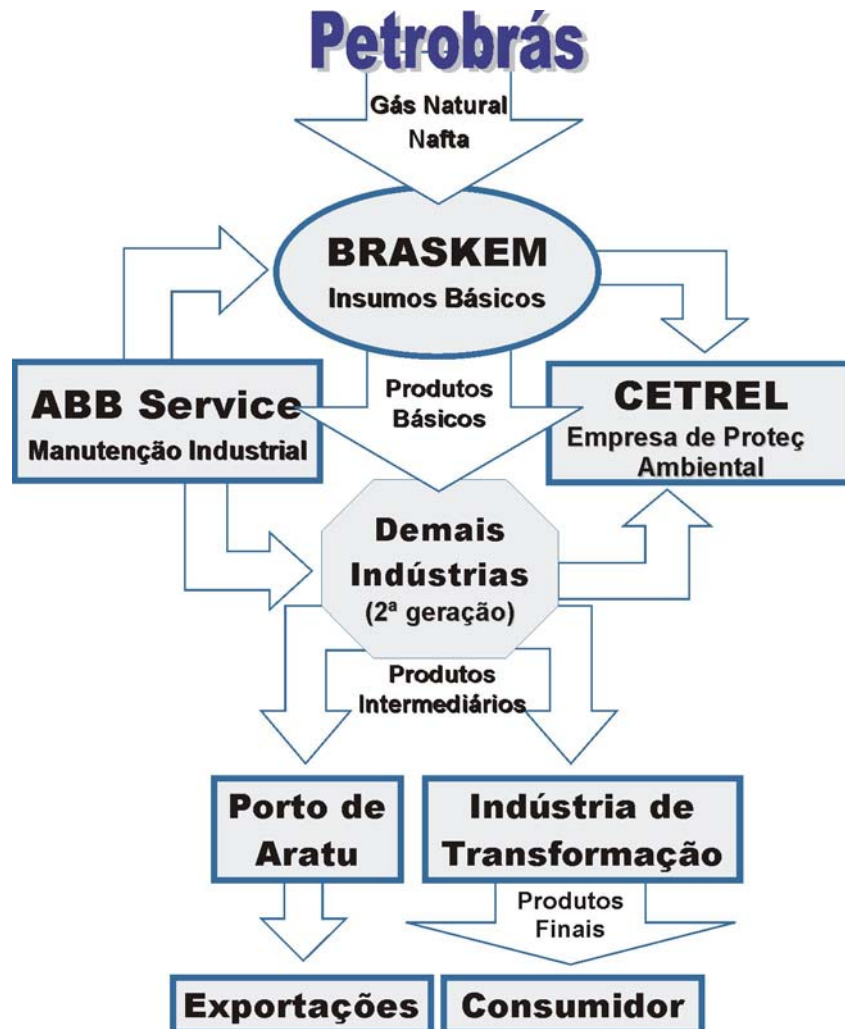 Petrobrás
Gás Natural
Nafta
BRASKEM
Insumos Básicos
ABB Service
Manutenção Industrial
Produtos
Básicos
CETREL
Empresa de Proteç
Ambiental
Demais
Indústrias
(2ª geração)
Produtos
Intermediários
Porto de
Aratu
Indústria de
Transformação
Produtos
Finais
Exportações
Consumidor